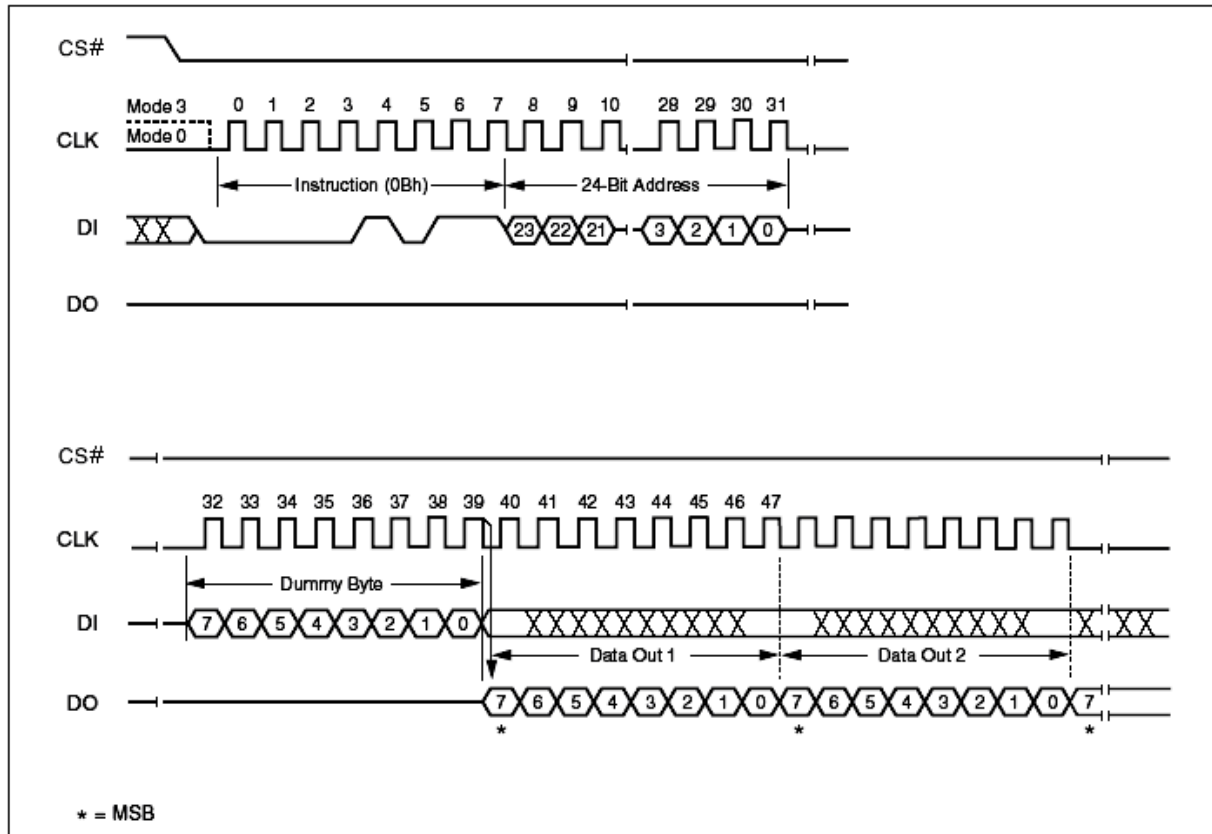 CS#
Mode 3
0 1 2 3 4 5 6 7 8 9 10 28 29 30 31
CLK
Mode 0
Instruction (0Bh) 24-Bit Address
DI 23 22 21 3 2 1 0
DO
CS#
32 33 34 35 36 37 38 39 40 41 42 43 44 45 46 47
CLK
Dummy Byte
DI 7 6 5 4 3 2 1 0
Data Out 1 Data Out 2
DO 7 6 5 4 3 2 1 0 7 6 5 4 3 2 1 0 7
* * *
* = MSB